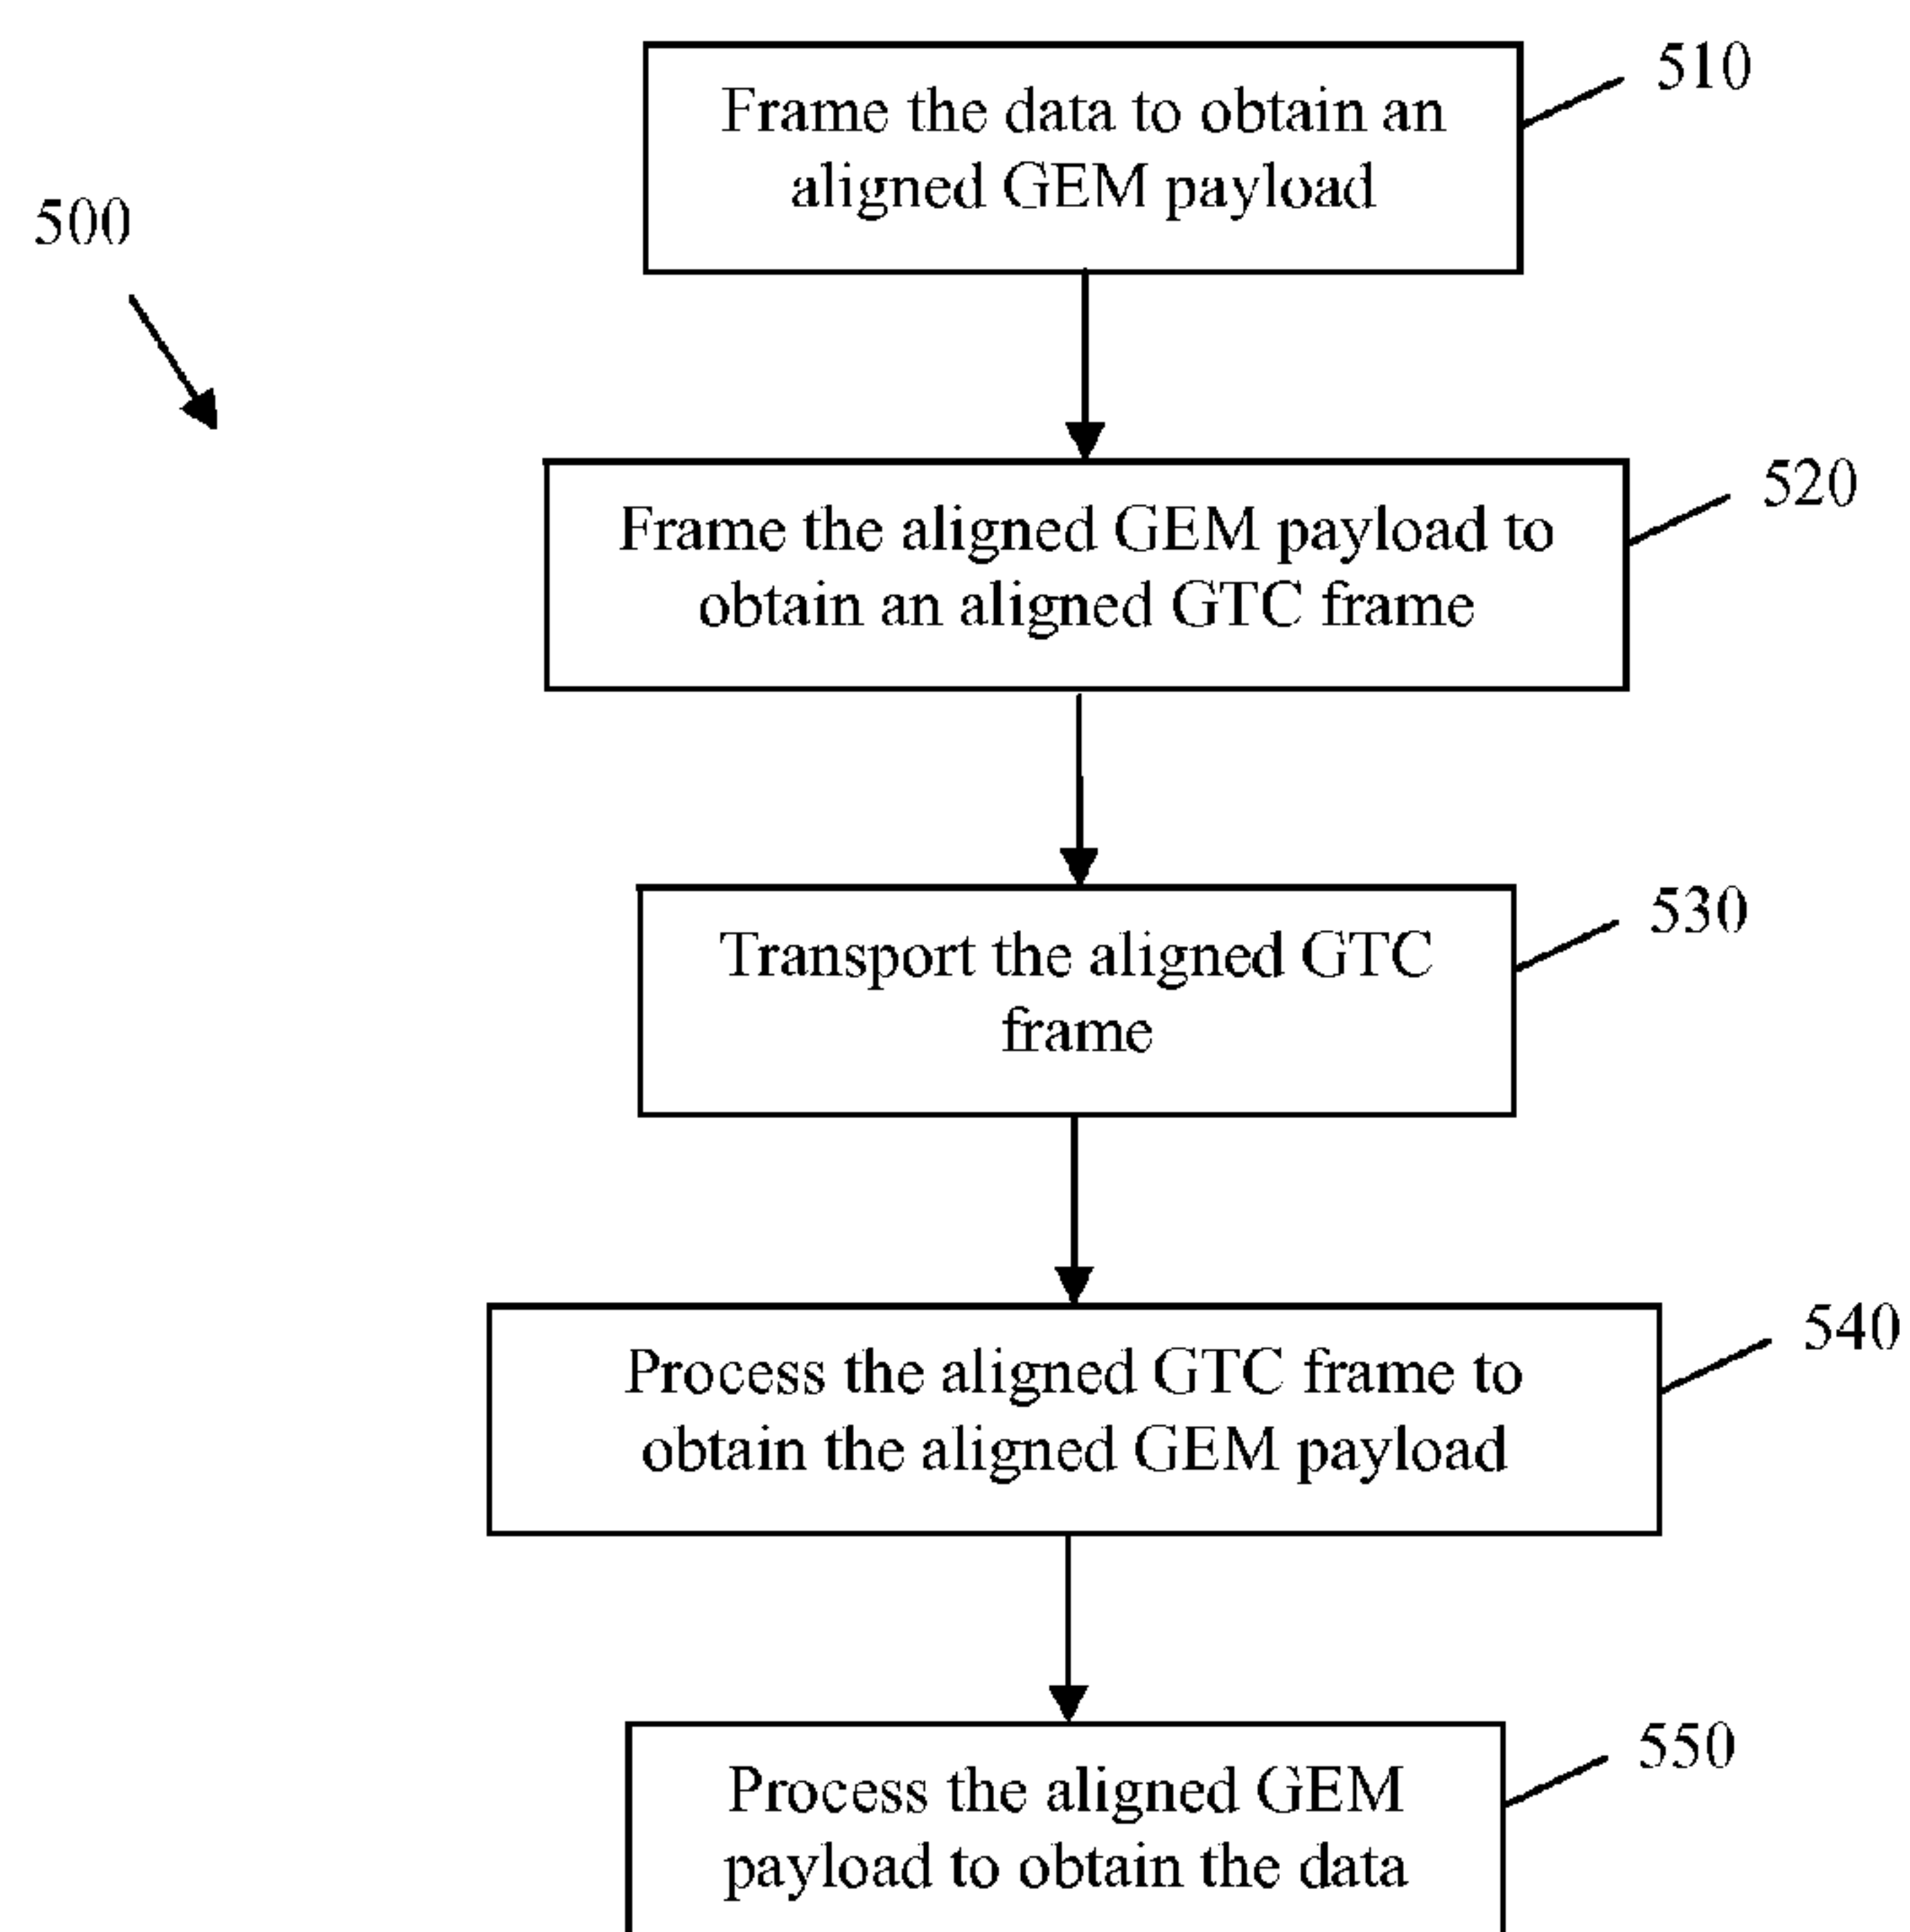 510
Frame the data to obtain an
aligned GEM payload
500
520
Frame the aligned GEM payload to
obtain an aligned GTC frame
530
Transport the aligned GTC
frame
540
Process the aligned GTC frame to
obtain the aligned GEM payload
550
Process the aligned GEM
payload to obtain the data